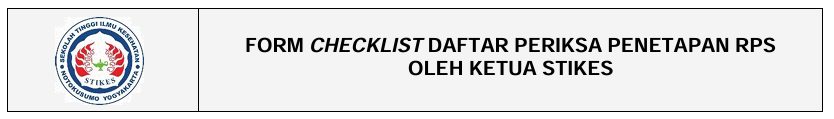 SEKOLAH TINGGI ILMU KESEHATAN
STIKES
NOTOKUSUMO YOGYAKARTA
FORM CHECKLIST DAFTAR PERIKSA PENETAPAN RPS
OLEH KETUA STIKES